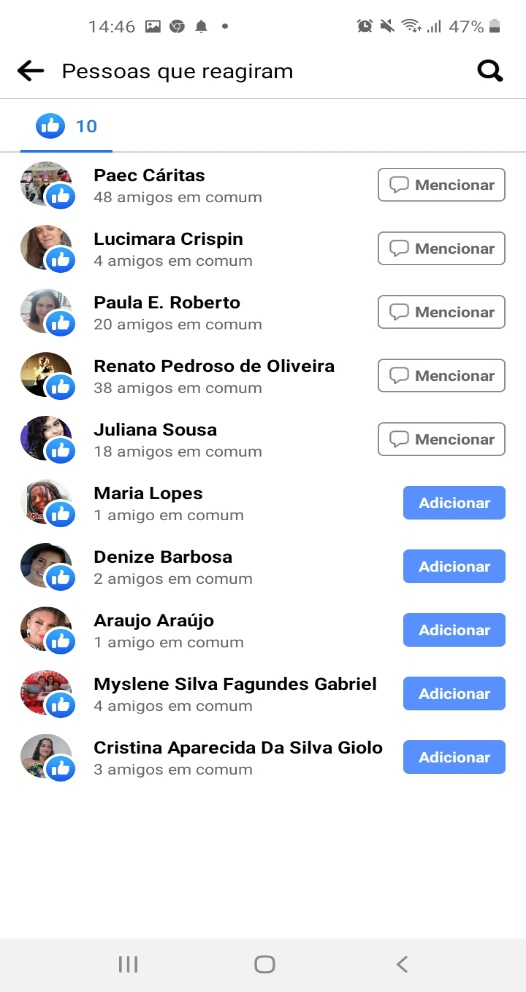 14:46 47%
Pessoas que reagiram
10
Paec Cáritas
48 amigos em comum
Mencionar
Lucimara Crispin
4 amigos em comum
Mencionar
Paula E. Roberto
20 amigos em comum
Mencionar
Renato Pedroso de Oliveira
38 amigos em comum
Mencionar
Juliana Sousa
18 amigos em comum
Mencionar
Maria Lopes
1 amigo em comum
Adicionar
Denize Barbosa
2 amigos em comum
Adicionar
Araujo Araújo
1 amigo em comum
Adicionar
Myslene Silva Fagundes Gabriel
4 amigos em comum
Adicionar
Cristina Aparecida Da Silva Giolo
3 amigos em comum
Adicionar